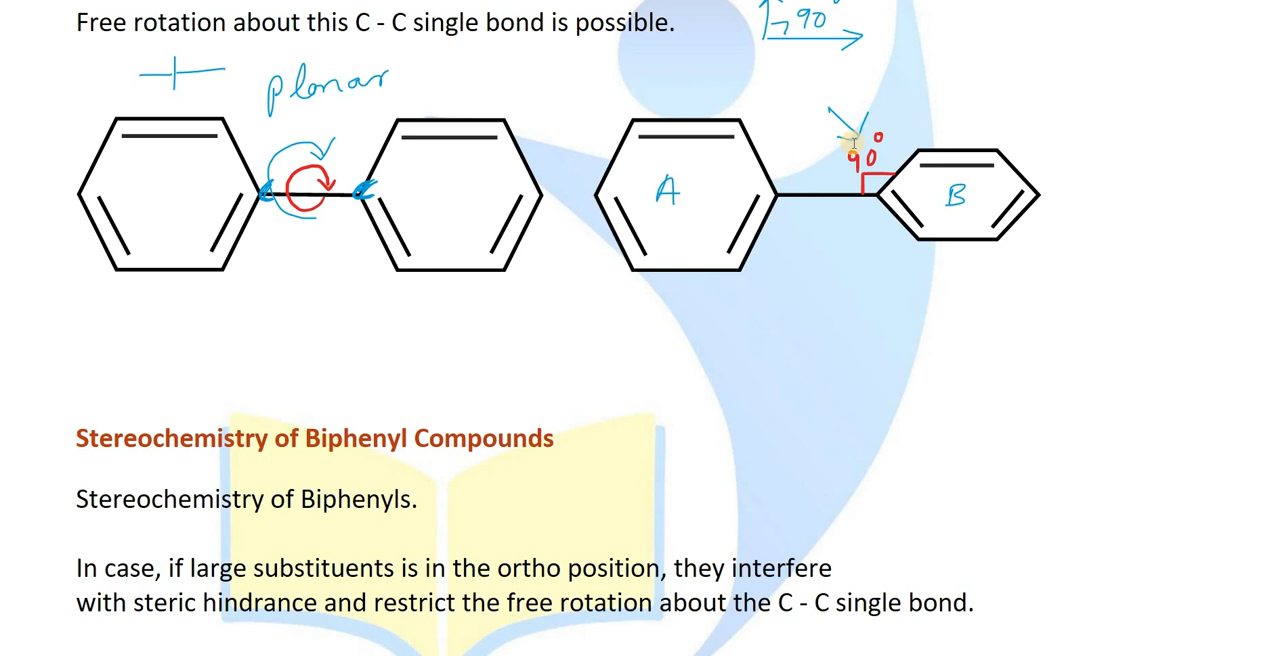 Free rotation about this C - C single bond is possible.
90°
planar
90°
A
B
Stereochemistry of Biphenyl Compounds
Stereochemistry of Biphenyls.
In case, if large substituents is in the ortho position, they interfere
with steric hindrance and restrict the free rotation about the C - C single bond.